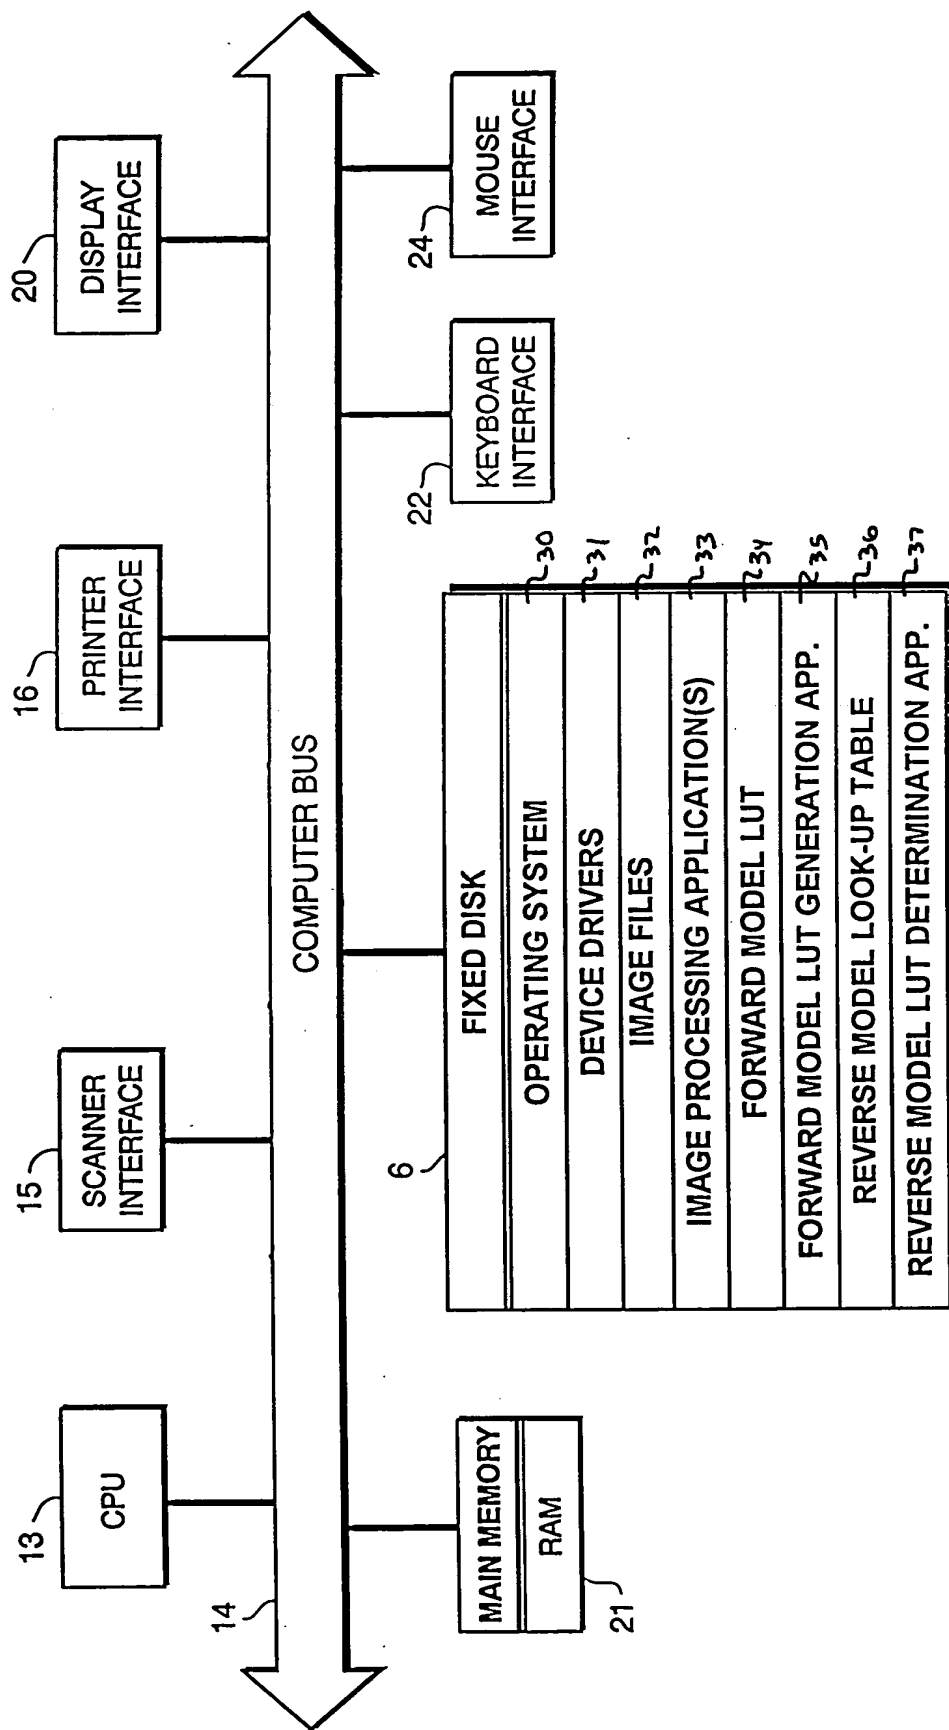 13
CPU
15
SCANNER
INTERFACE
16
PRINTER
INTERFACE
20
DISPLAY
INTERFACE
14
COMPUTER BUS
MAIN MEMORY
RAM
21
6
FIXED DISK
OPERATING SYSTEM 30
DEVICE DRIVERS 31
IMAGE FILES 32
IMAGE PROCESSING APPLICATION(S) 33
FORWARD MODEL LUT 34
FORWARD MODEL LUT GENERATION APP. 35
REVERSE MODEL LOOK-UP TABLE 36
REVERSE MODEL LUT DETERMINATION APP. 37
22
KEYBOARD
INTERFACE
24
MOUSE
INTERFACE